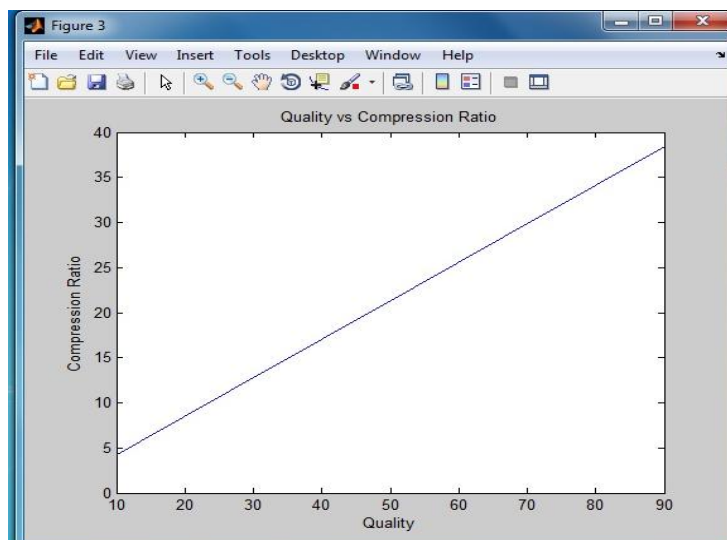 Figure 3
File Edit View Insert Tools Desktop Window Help
Quality vs Compression Ratio
40
35
30
25
20
15
10
5
0
Compression Ratio
10 20 30 40 50 60 70 80 90
Quality